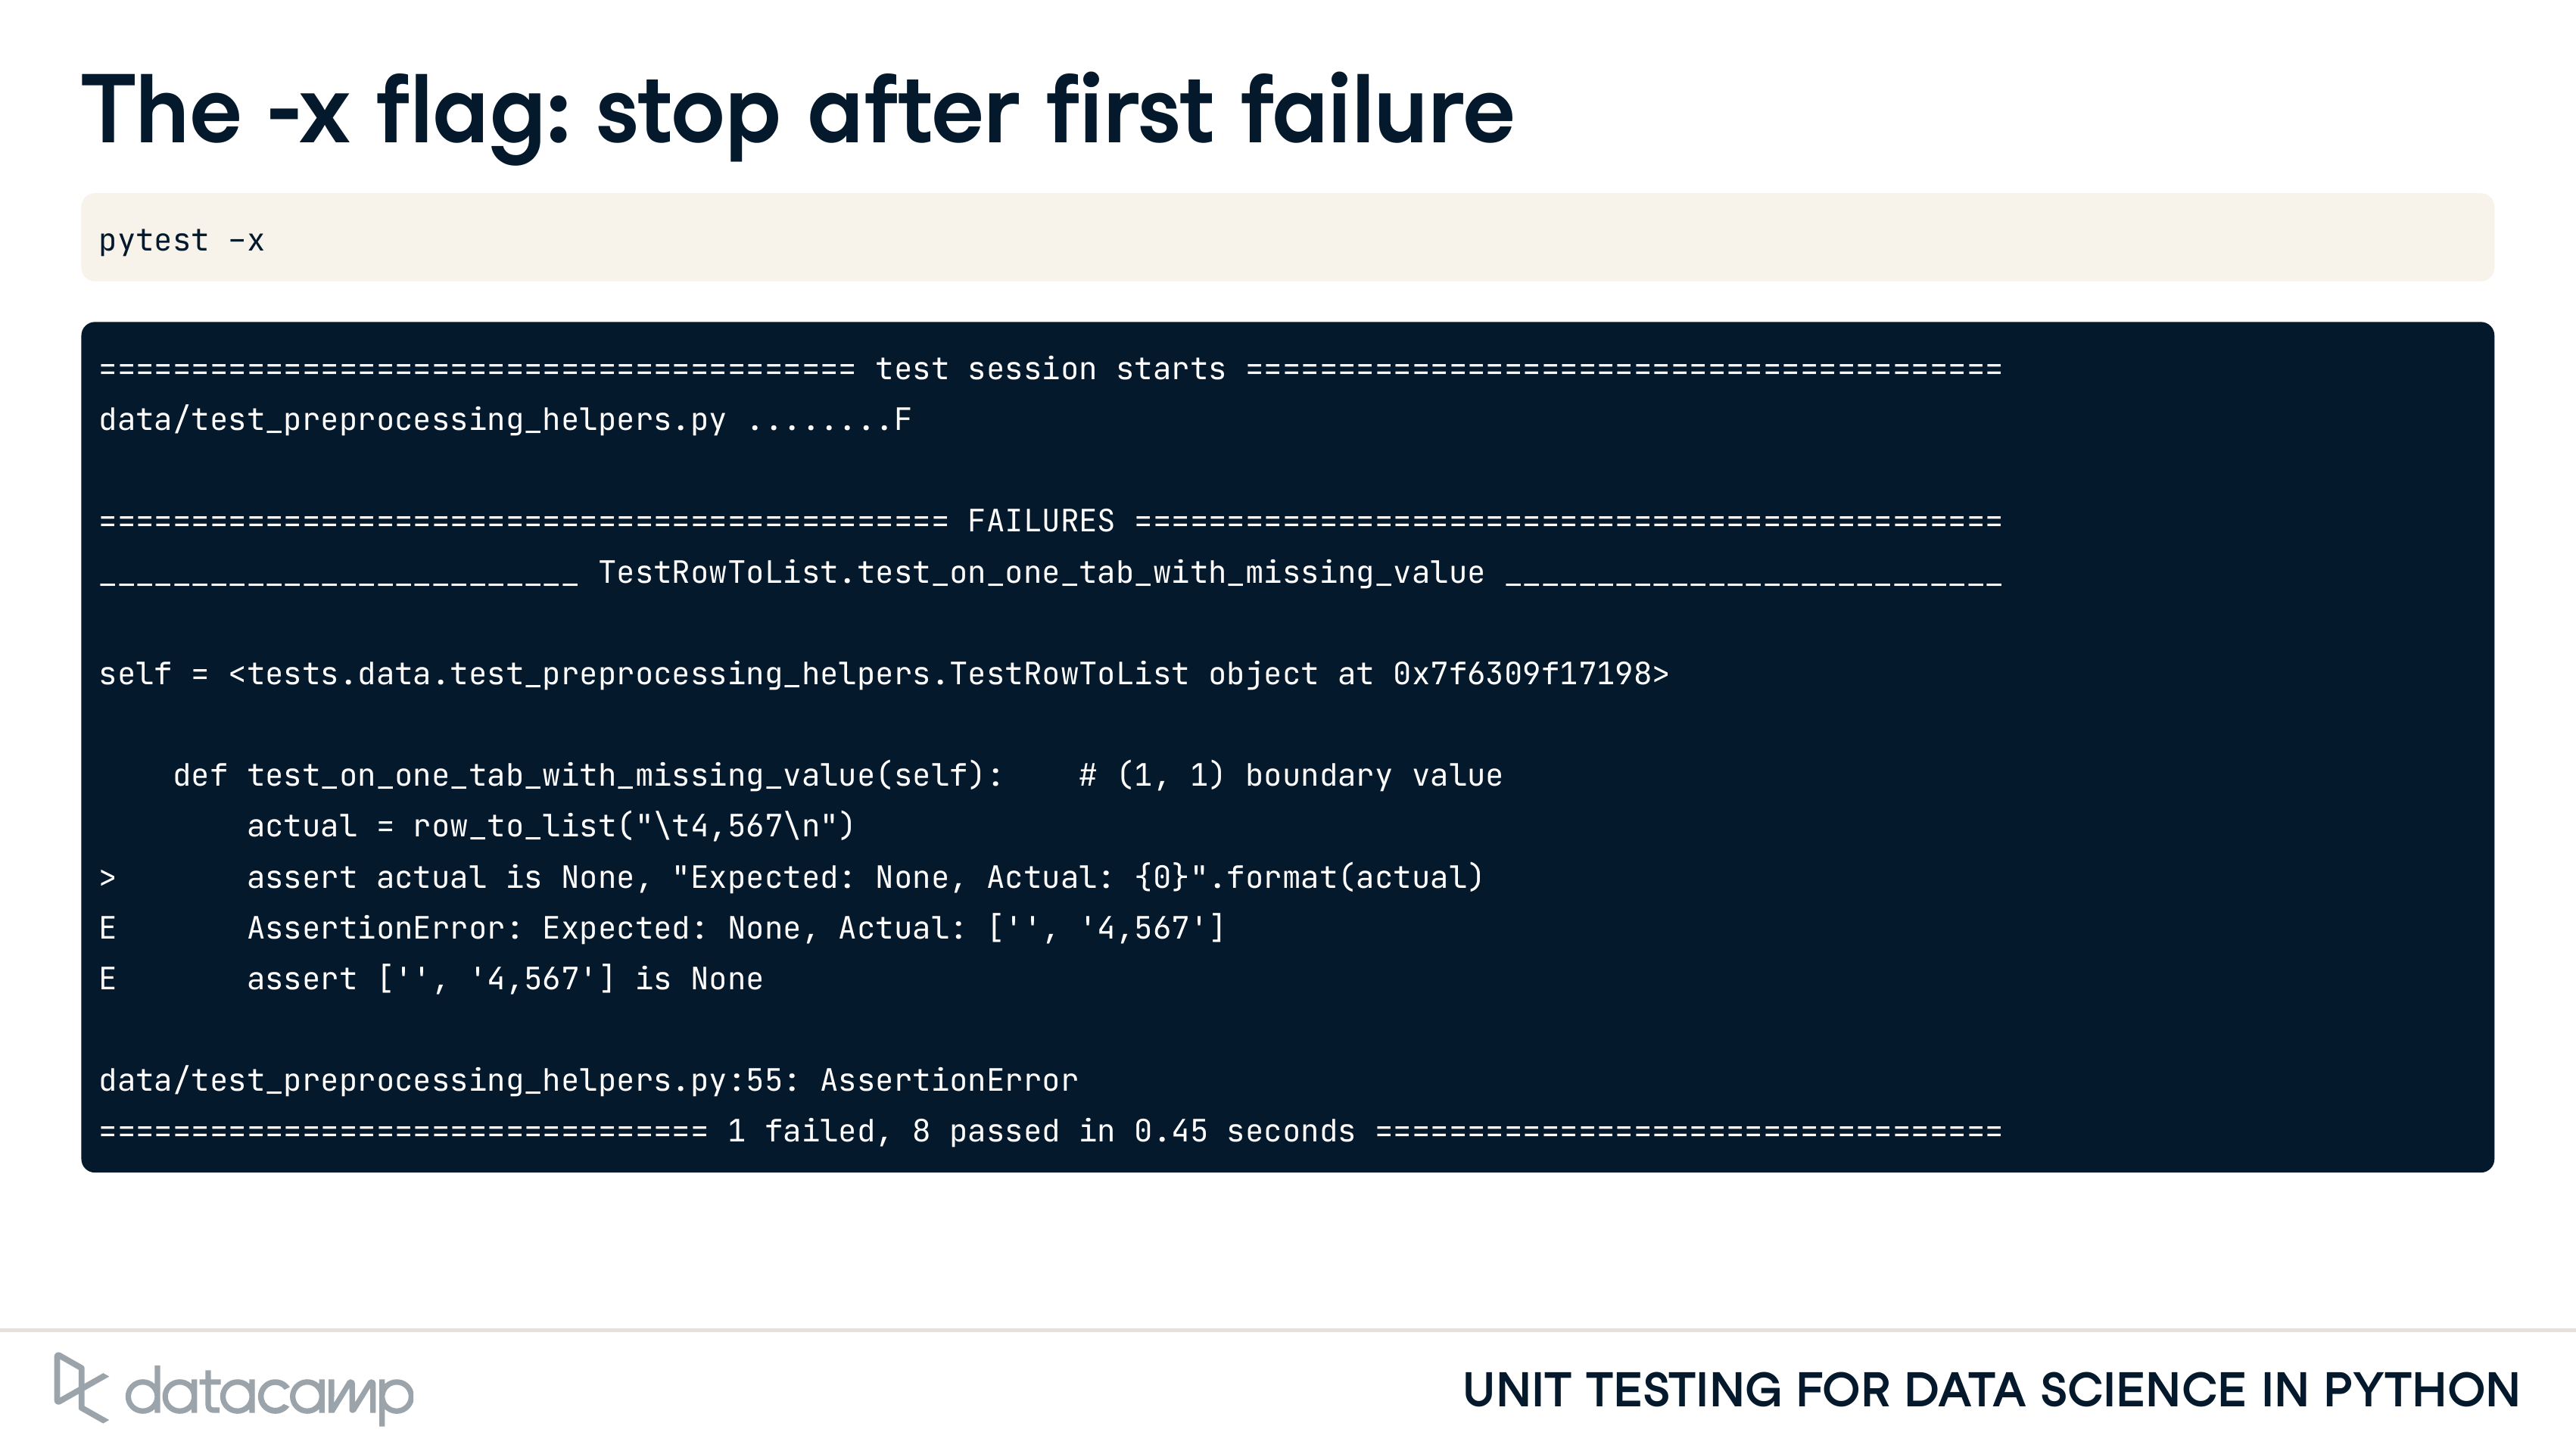 The -x flag: stop after first failure
pytest -x
========================================= test session starts =========================================
data/test_preprocessing_helpers.py ........F
============================================== FAILURES ===============================================
__________________________ TestRowToList.test_on_one_tab_with_missing_value ___________________________
self = <tests.data.test_preprocessing_helpers.TestRowToList object at 0x7f6309f17198>
    def test_on_one_tab_with_missing_value(self):    # (1, 1) boundary value
        actual = row_to_list("\t4,567\n")
>       assert actual is None, "Expected: None, Actual: {0}".format(actual)
E       AssertionError: Expected: None, Actual: ['', '4,567']
E       assert ['', '4,567'] is None
data/test_preprocessing_helpers.py:55: AssertionError
================================= 1 failed, 8 passed in 0.45 seconds ==================================
datacamp
UNIT TESTING FOR DATA SCIENCE IN PYTHON